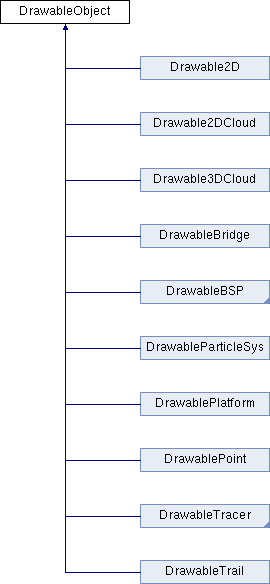 DrawableObject
Drawable2D
Drawable2DCloud
Drawable3DCloud
DrawableBridge
DrawableBSP
DrawableParticleSys
DrawablePlatform
DrawablePoint
DrawableTracer
DrawableTrail